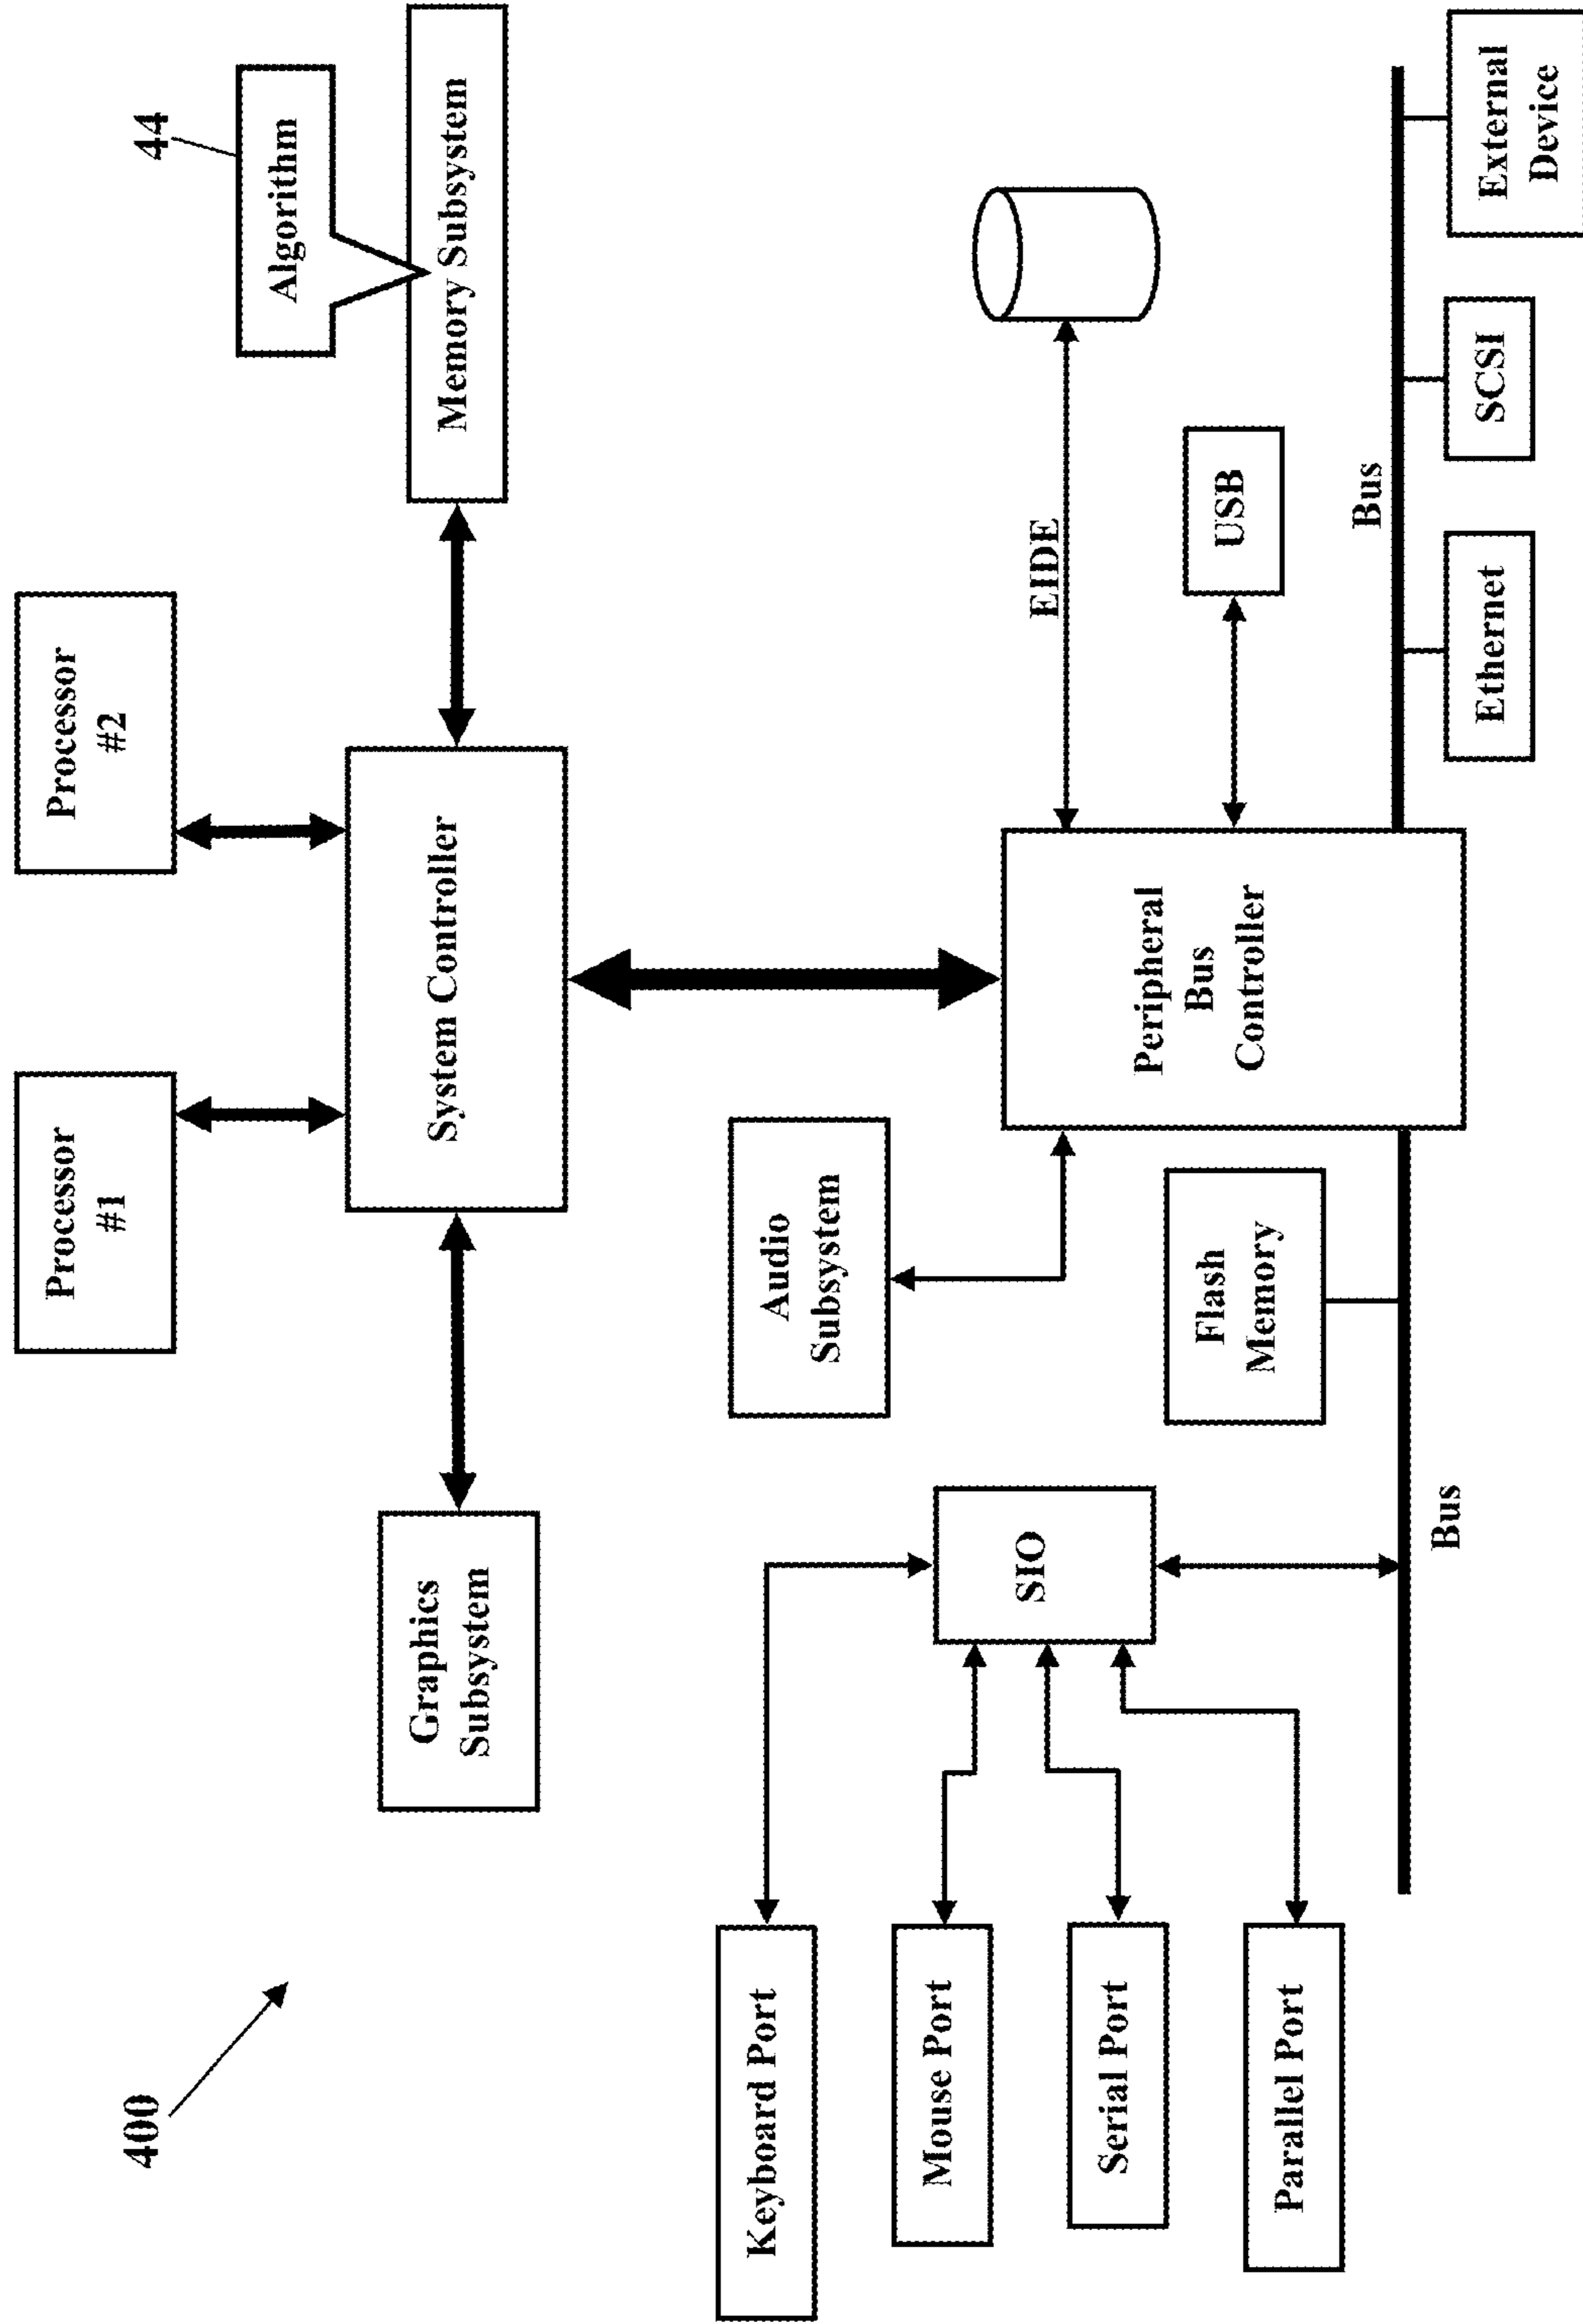 400
44
Processor
#1
Processor
#2
Algorithm
Graphics
Subsystem
System Controller
Memory Subsystem
Keyboard Port
Mouse Port
Serial Port
Parallel Port
SIO
Audio
Subsystem
Flash
Memory
Peripheral
Bus
Controller
EIDE
USB
Bus
Bus
Ethernet
SCSI
External
Device